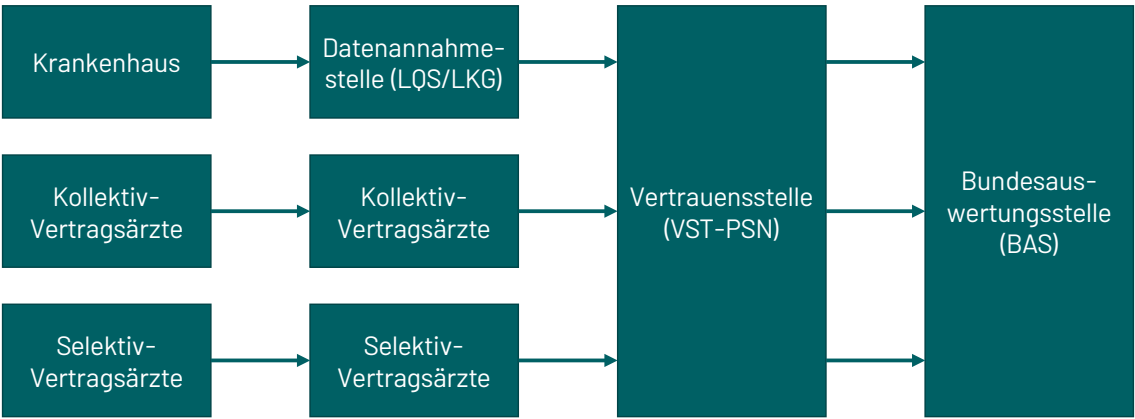 Krankenhaus
Datenannahme-
stelle (LQS/LKG)
Kollektiv-
Vertragsärzte
Kollektiv-
Vertragsärzte
Vertrauensstelle
(VST-PSN)
Bundesaus-
wertungsstelle
(BAS)
Selektiv-
Vertragsärzte
Selektiv-
Vertragsärzte